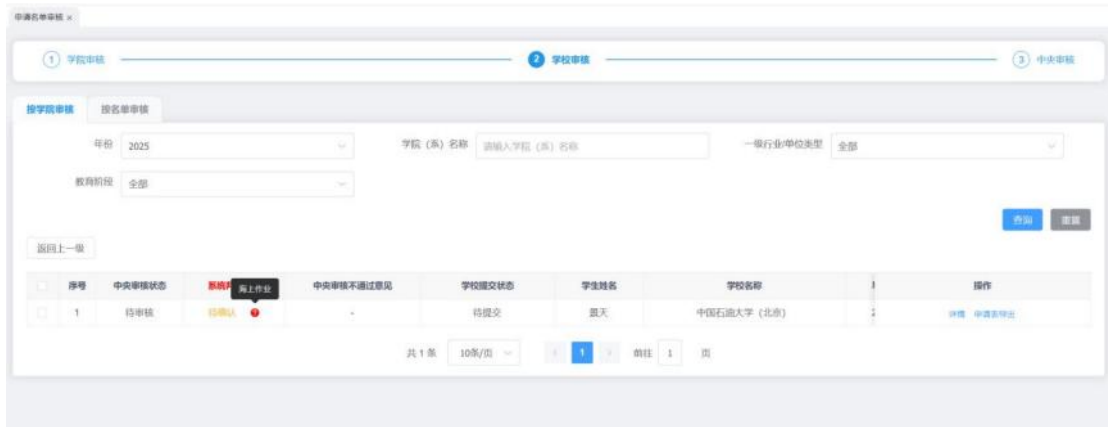 申请名单审核 ×
1 学院审核 2 学校审核 3 中央审核
按学院审核 按名单审核
年份 2025 学院（系）名称 请输入学院（系）名称 一级行业/单位类型 全部
教育阶段 全部
查询 重置
返回上一级
海上作业
序号 中央审核状态 中央审核不通过意见 学校提交状态 学生姓名 学校名称 操作
1 待审核 待确认 - 待提交 中国石油大学（北京） 详情 申请表导出
共 1 条 10条/页 1 前往 1 页